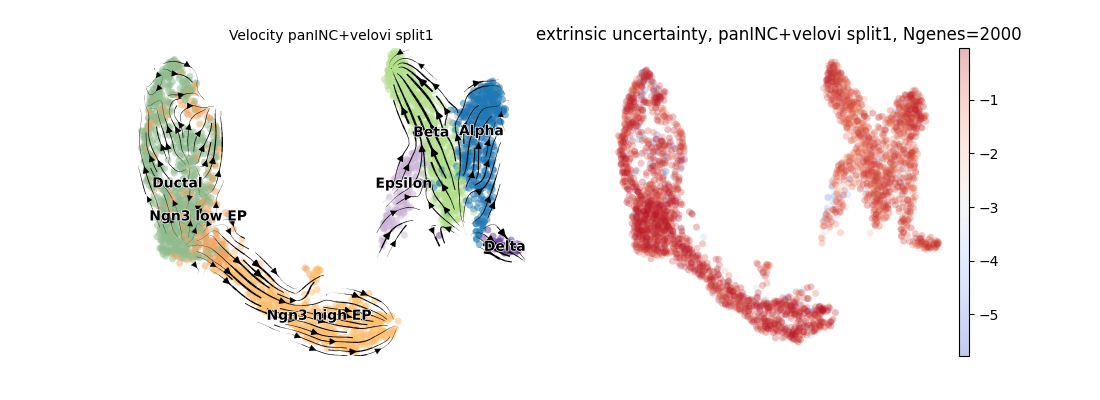 Velocity panINC+velovi split1
Beta
Alpha
Ductal
Epsilon
Ngn3 low EP
Delta
Ngn3 high EP
extrinsic uncertainty, panINC+velovi split1, Ngenes=2000
−1
−2
−3
−4
−5